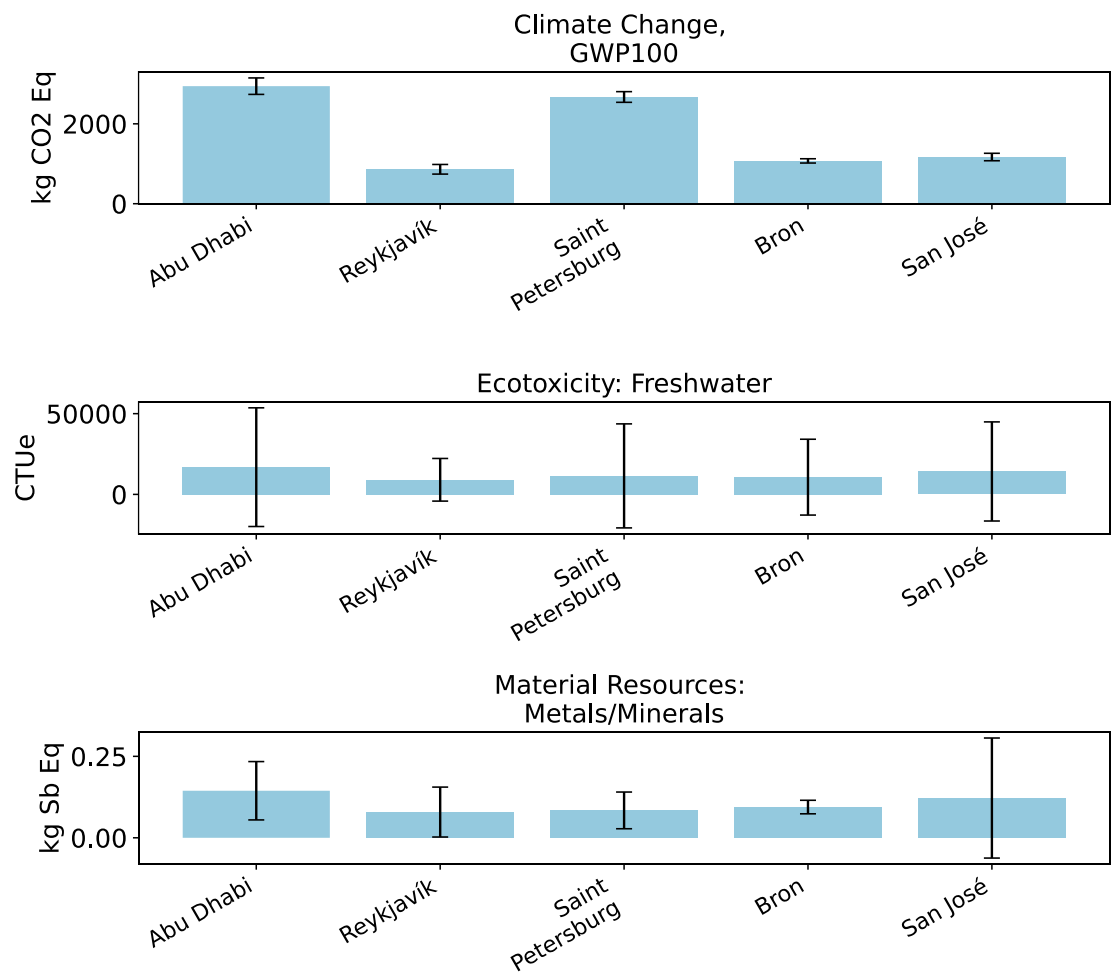 Climate Change,
GWP100
kg CO2 Eq
2000
0
Abu Dhabi
Reykjavík
Saint
Petersburg
Bron
San José
Ecotoxicity: Freshwater
CTUe
50000
0
Abu Dhabi
Reykjavík
Saint
Petersburg
Bron
San José
Material Resources:
Metals/Minerals
kg Sb Eq
0.25
0.00
Abu Dhabi
Reykjavík
Saint
Petersburg
Bron
San José